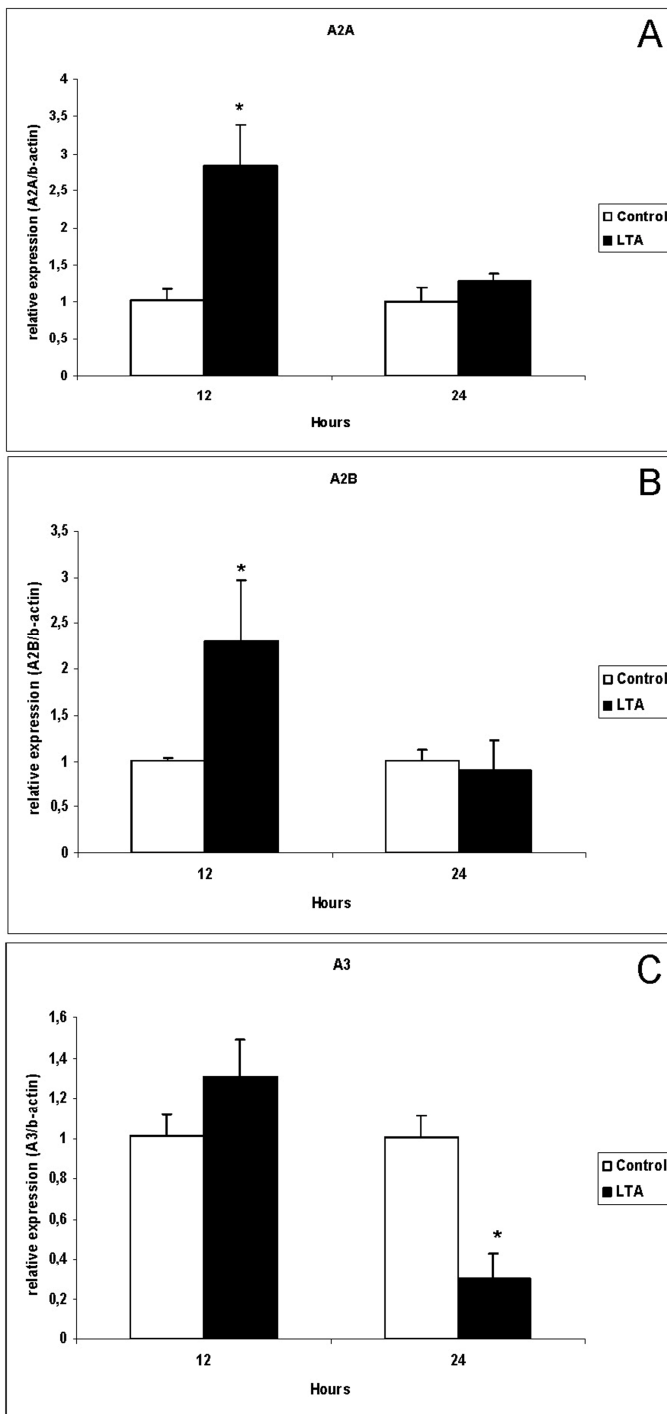 A2A
A
relative expression (A2A/b-actin)
4
3,5
3
2,5
2
1,5
1
0,5
0
*
12
24
Hours
Control
LTA
A2B
B
relative expression (A2B/b-actin)
3,5
3
2,5
2
1,5
1
0,5
0
*
12
24
Hours
Control
LTA
A3
C
relative expression (A3/b-actin)
1,6
1,4
1,2
1
0,8
0,6
0,4
0,2
0
*
12
24
Hours
Control
LTA